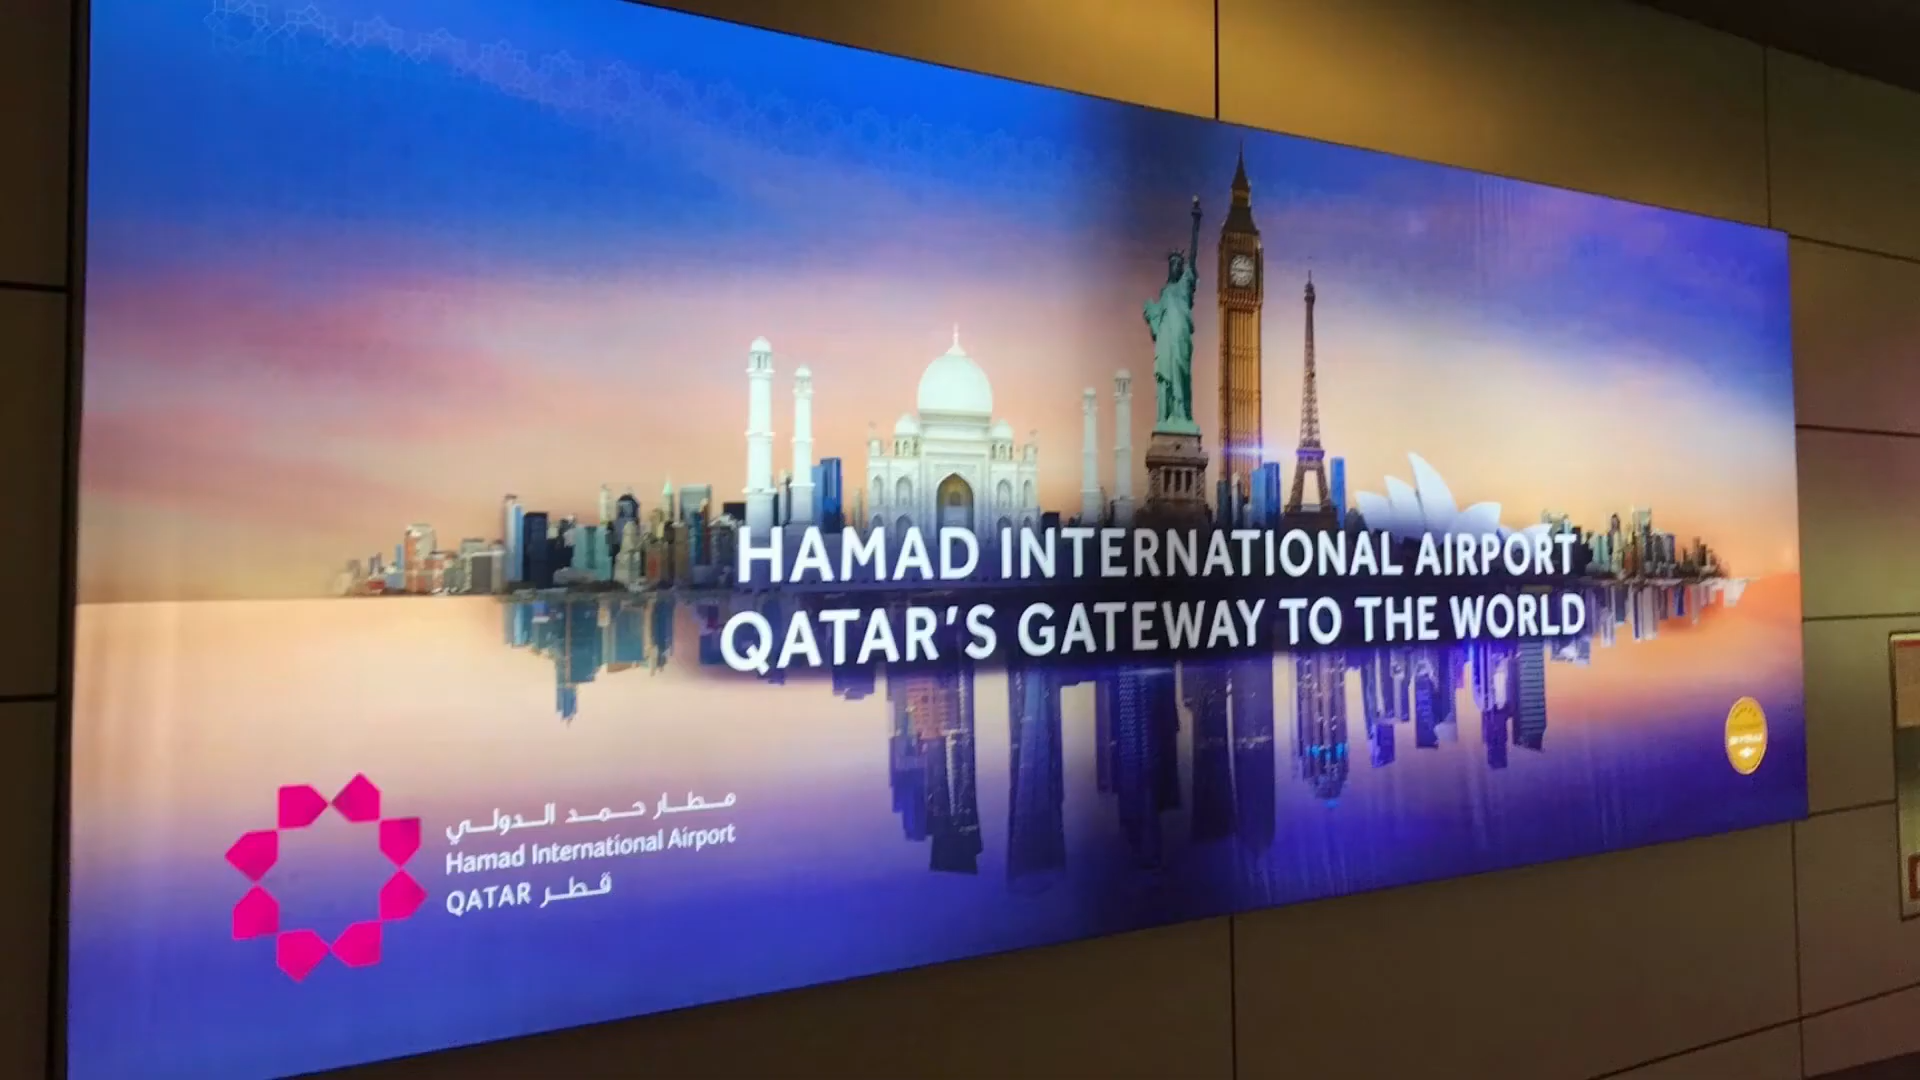 HAMAD INTERNATIONAL AIRPORT
QATAR'S GATEWAY TO THE WORLD
مطار حمد الدولي
Hamad International Airport
QATAR قطر